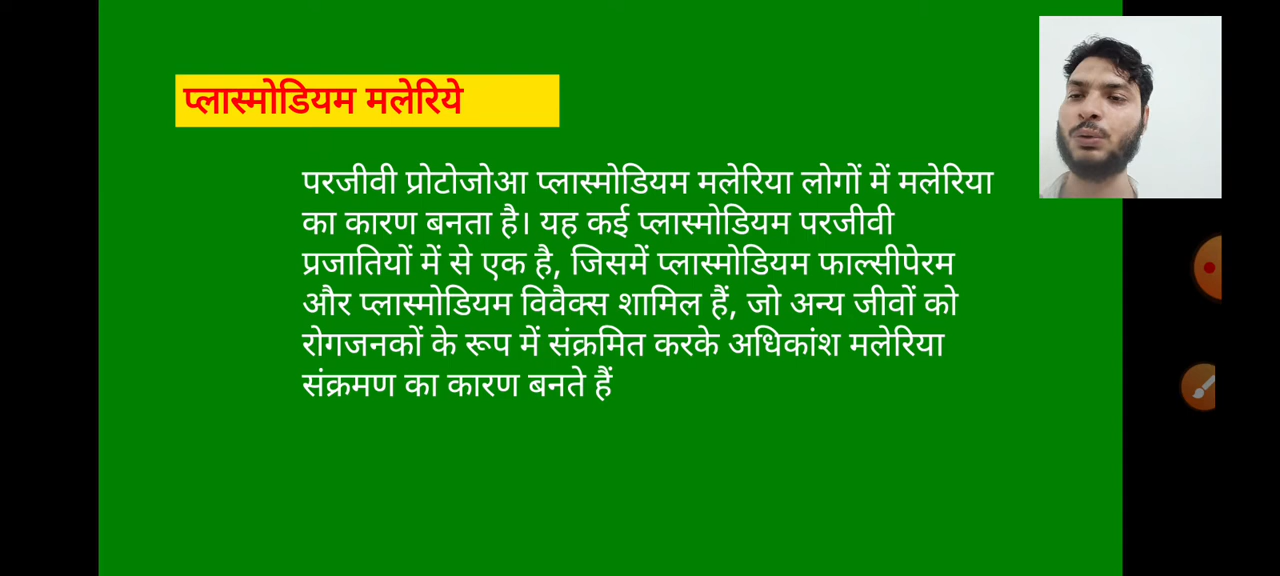 प्लास्मोडियम मलेरिये
परजीवी प्रोटोजोआ प्लास्मोडियम मलेरिया लोगों में मलेरिया
का कारण बनता है। यह कई प्लास्मोडियम परजीवी
प्रजातियों में से एक है, जिसमें प्लास्मोडियम फाल्सीपेरम
और प्लास्मोडियम विवैक्स शामिल हैं, जो अन्य जीवों को
रोगजनकों के रूप में संक्रमित करके अधिकांश मलेरिया
संक्रमण का कारण बनते हैं